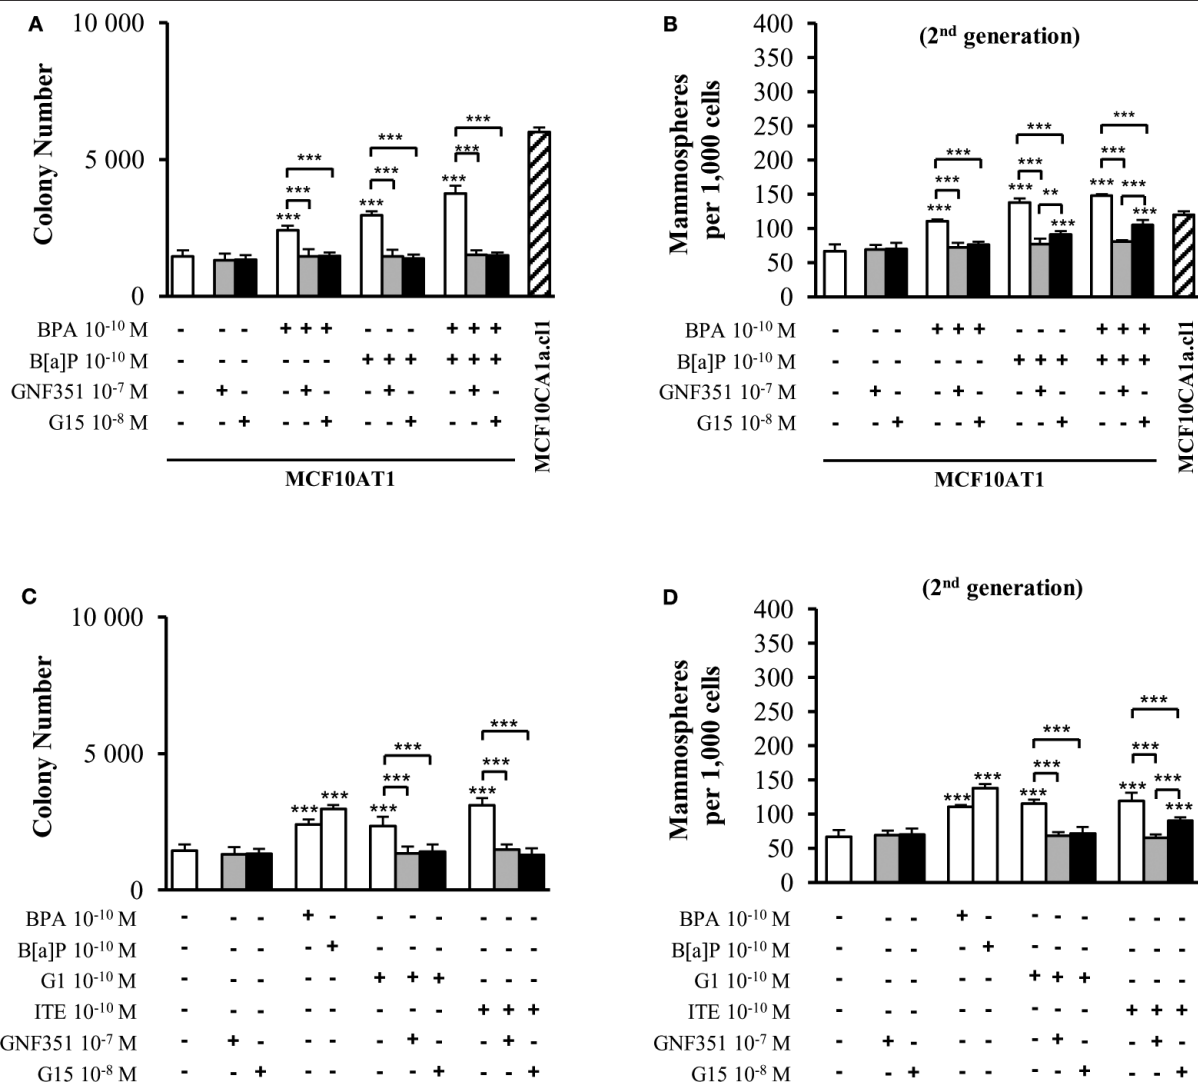 A
Colony Number
10 000
5 000
0
*** *** ***
*** *** ***
*** *** ***
BPA 10-10 M - - - + + + - - - + + +
B[a]P 10-10 M - - - - - - + + + + + +
GNF351 10-7 M - + - - + - - + - - + -
G15 10-8 M - - + - - + - - + - - +
MCF10AT1
MCF10CA1a.cl1
B
(2nd generation)
Mammospheres
per 1,000 cells
400
350
300
250
200
150
100
50
0
*** *** ***
*** *** ***
*** *** ** *** *** *** ***
BPA 10-10 M - - - + + + - - - + + +
B[a]P 10-10 M - - - - - - + + + + + +
GNF351 10-7 M - + - - + - - + - - + -
G15 10-8 M - - + - - + - - + - - +
MCF10AT1
MCF10CA1a.cl1
C
Colony Number
10 000
5 000
0
*** ***
*** ***
*** *** *** ***
BPA 10-10 M - - - + - - - - - - -
B[a]P 10-10 M - - - - + - - - - - -
G1 10-10 M - - - - - + + + - - -
ITE 10-10 M - - - - - - - - + + +
GNF351 10-7 M - + - - - - + - - + -
G15 10-8 M - - + - - - - + - - +
D
(2nd generation)
Mammospheres
per 1,000 cells
400
350
300
250
200
150
100
50
0
*** ***
*** ***
*** *** *** *** *** ***
BPA 10-10 M - - - + - - - - - - -
B[a]P 10-10 M - - - - + - - - - - -
G1 10-10 M - - - - - + + + - - -
ITE 10-10 M - - - - - - - - + + +
GNF351 10-7 M - + - - - - + - - + -
G15 10-8 M - - + - - - - + - - +